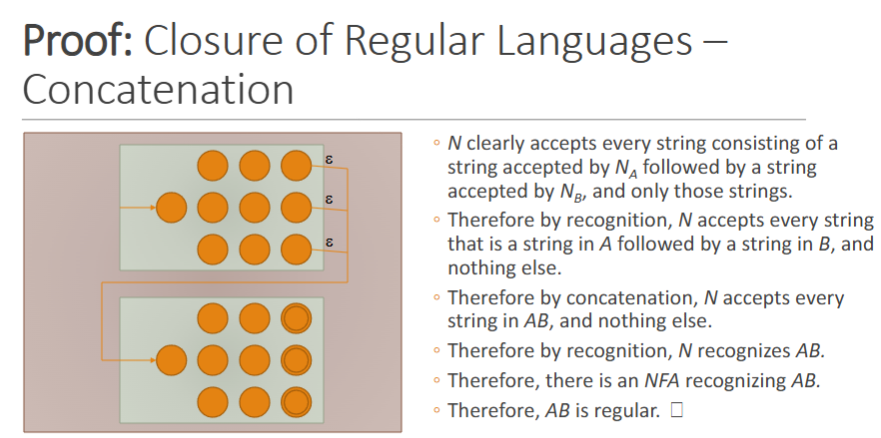 Proof: Closure of Regular Languages –
Concatenation
ε
ε
ε
◦ N clearly accepts every string consisting of a
string accepted by N_A followed by a string
accepted by N_B, and only those strings.
◦ Therefore by recognition, N accepts every string
that is a string in A followed by a string in B, and
nothing else.
◦ Therefore by concatenation, N accepts every
string in AB, and nothing else.
◦ Therefore by recognition, N recognizes AB.
◦ Therefore, there is an NFA recognizing AB.
◦ Therefore, AB is regular. □